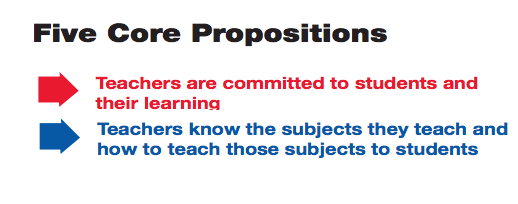 Five Core Propositions
Teachers are committed to students and
their learning
Teachers know the subjects they teach and
how to teach those subjects to students